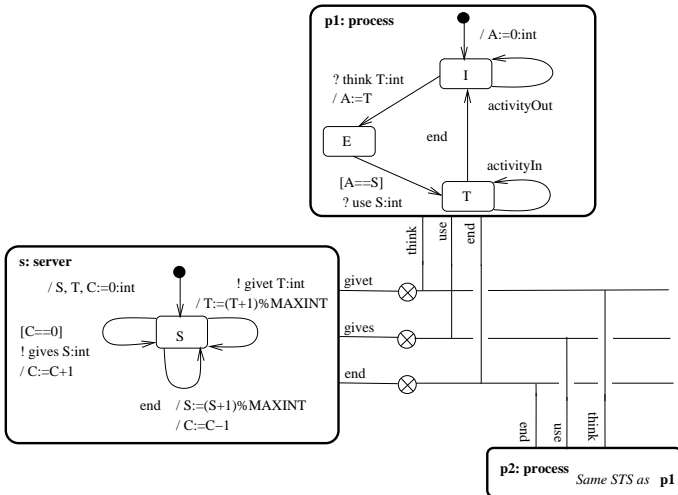 p1: process
/ A:=0:int
I
? think T:int
/ A:=T
activityOut
E
end
activityIn
[A==S]
? use S:int
T
think
use
end
s: server
/ S, T, C:=0:int
! givet T:int
/ T:=(T+1)%MAXINT
givet
[C==0]
! gives S:int
/ C:=C+1
S
gives
end
end / S:=(S+1)%MAXINT
/ C:=C−1
end
use
think
p2: process Same STS as p1